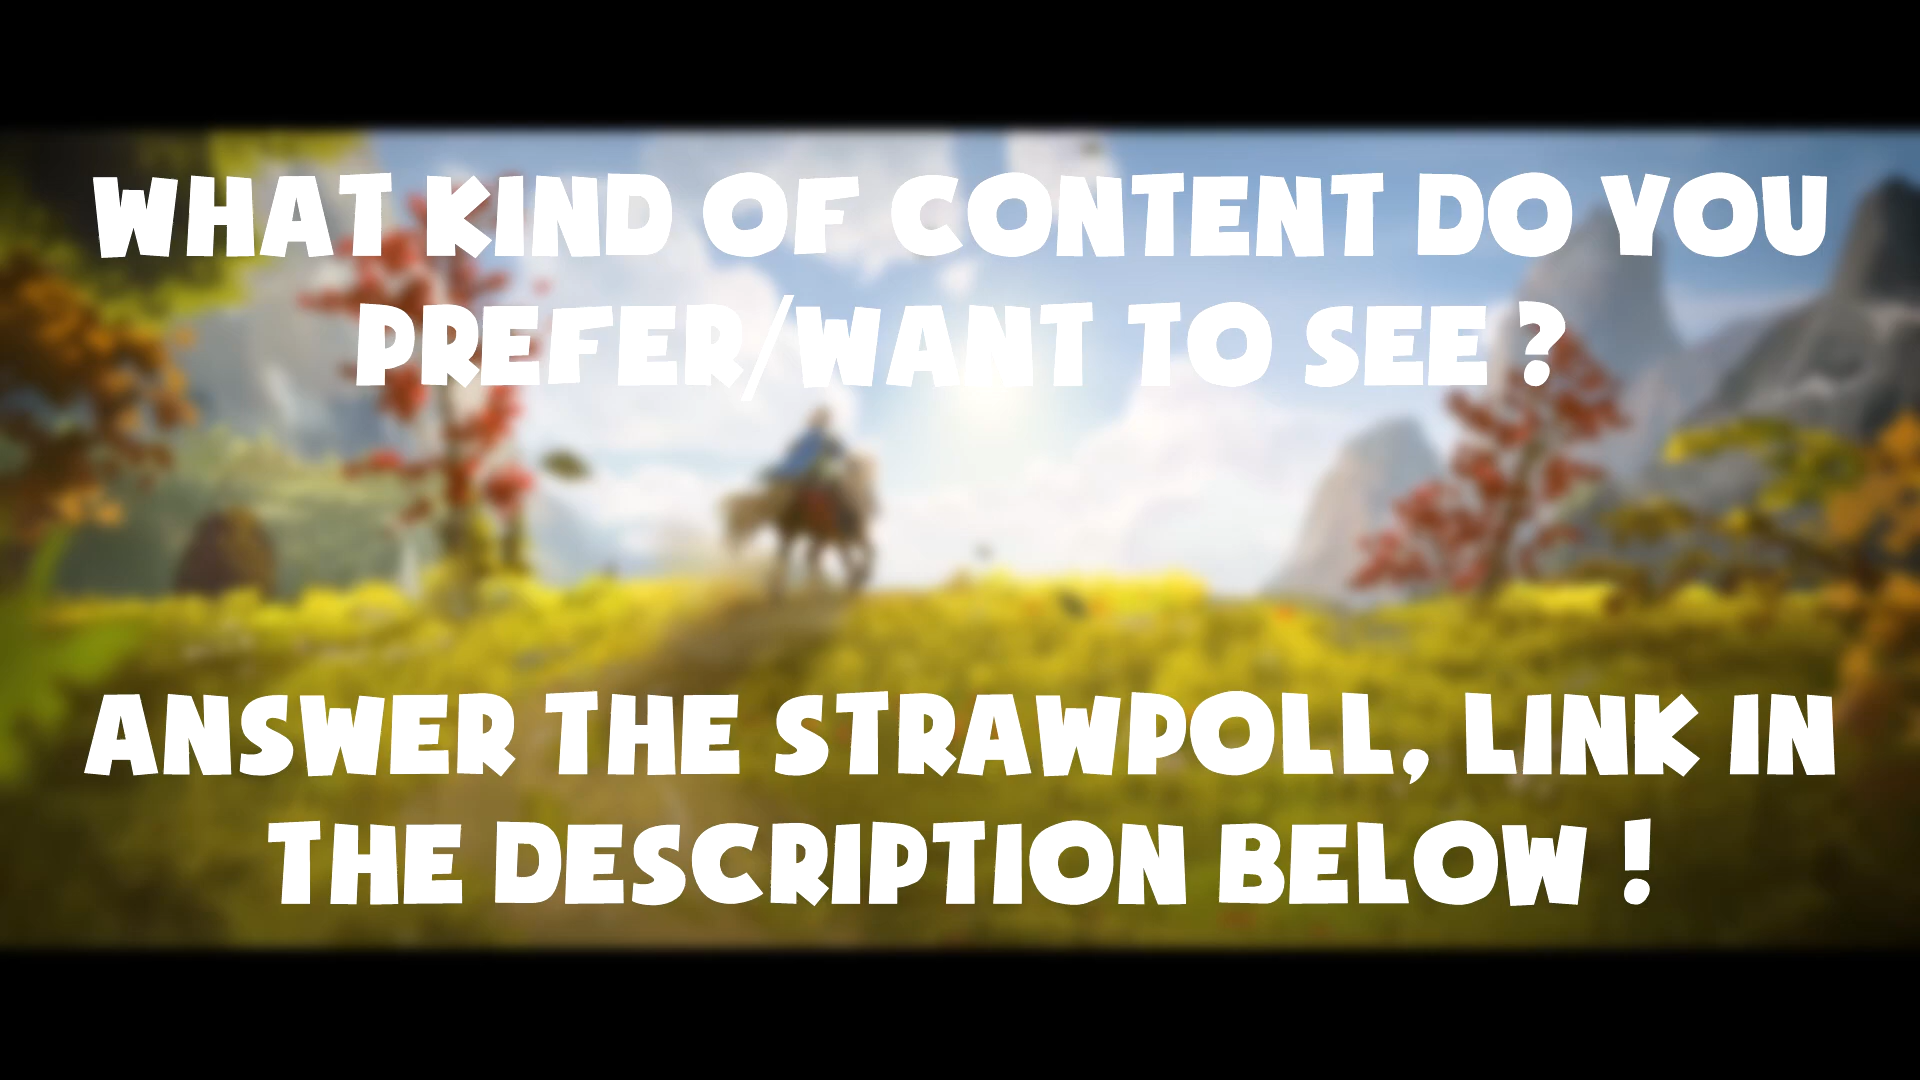 WHAT KIND OF CONTENT DO YOU
PREFER/WANT TO SEE ?
ANSWER THE STRAWPOLL, LINK IN
THE DESCRIPTION BELOW !